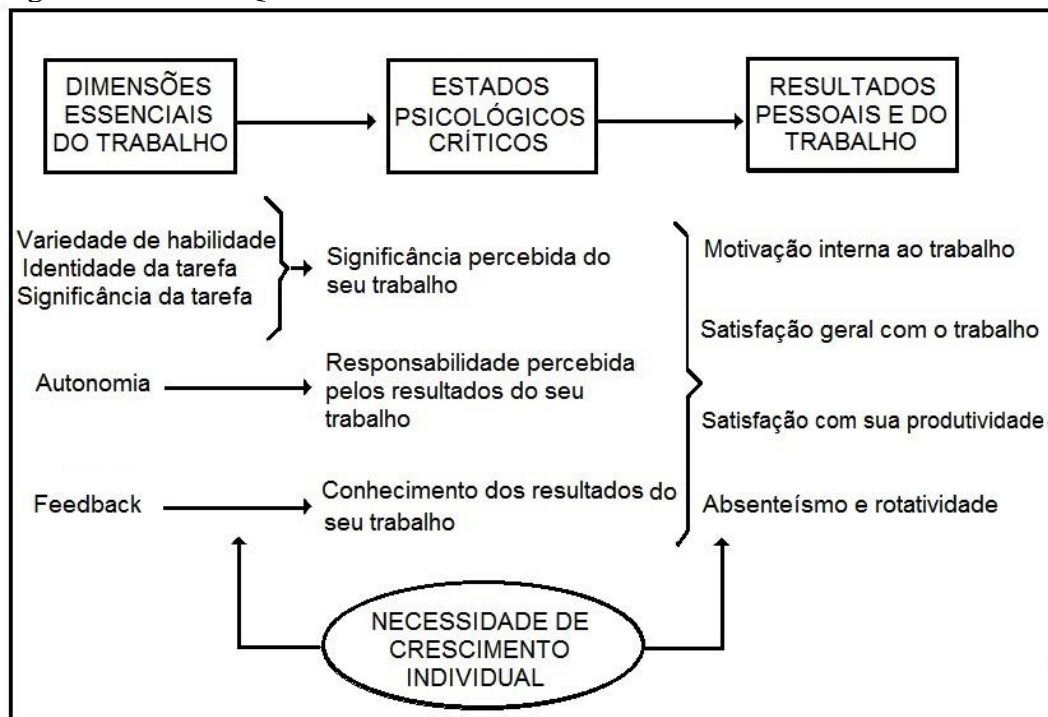 DIMENSÕES
ESSENCIAIS
DO TRABALHO
ESTADOS
PSICOLÓGICOS
CRÍTICOS
RESULTADOS
PESSOAIS E DO
TRABALHO
Variedade de habilidade
Identidade da tarefa
Significância da tarefa
Significância percebida do
seu trabalho
Motivação interna ao trabalho
Satisfação geral com o trabalho
Autonomia
Responsabilidade percebida
pelos resultados do seu
trabalho
Satisfação com sua produtividade
Feedback
Conhecimento dos resultados do
seu trabalho
Absenteísmo e rotatividade
NECESSIDADE DE
CRESCIMENTO
INDIVIDUAL